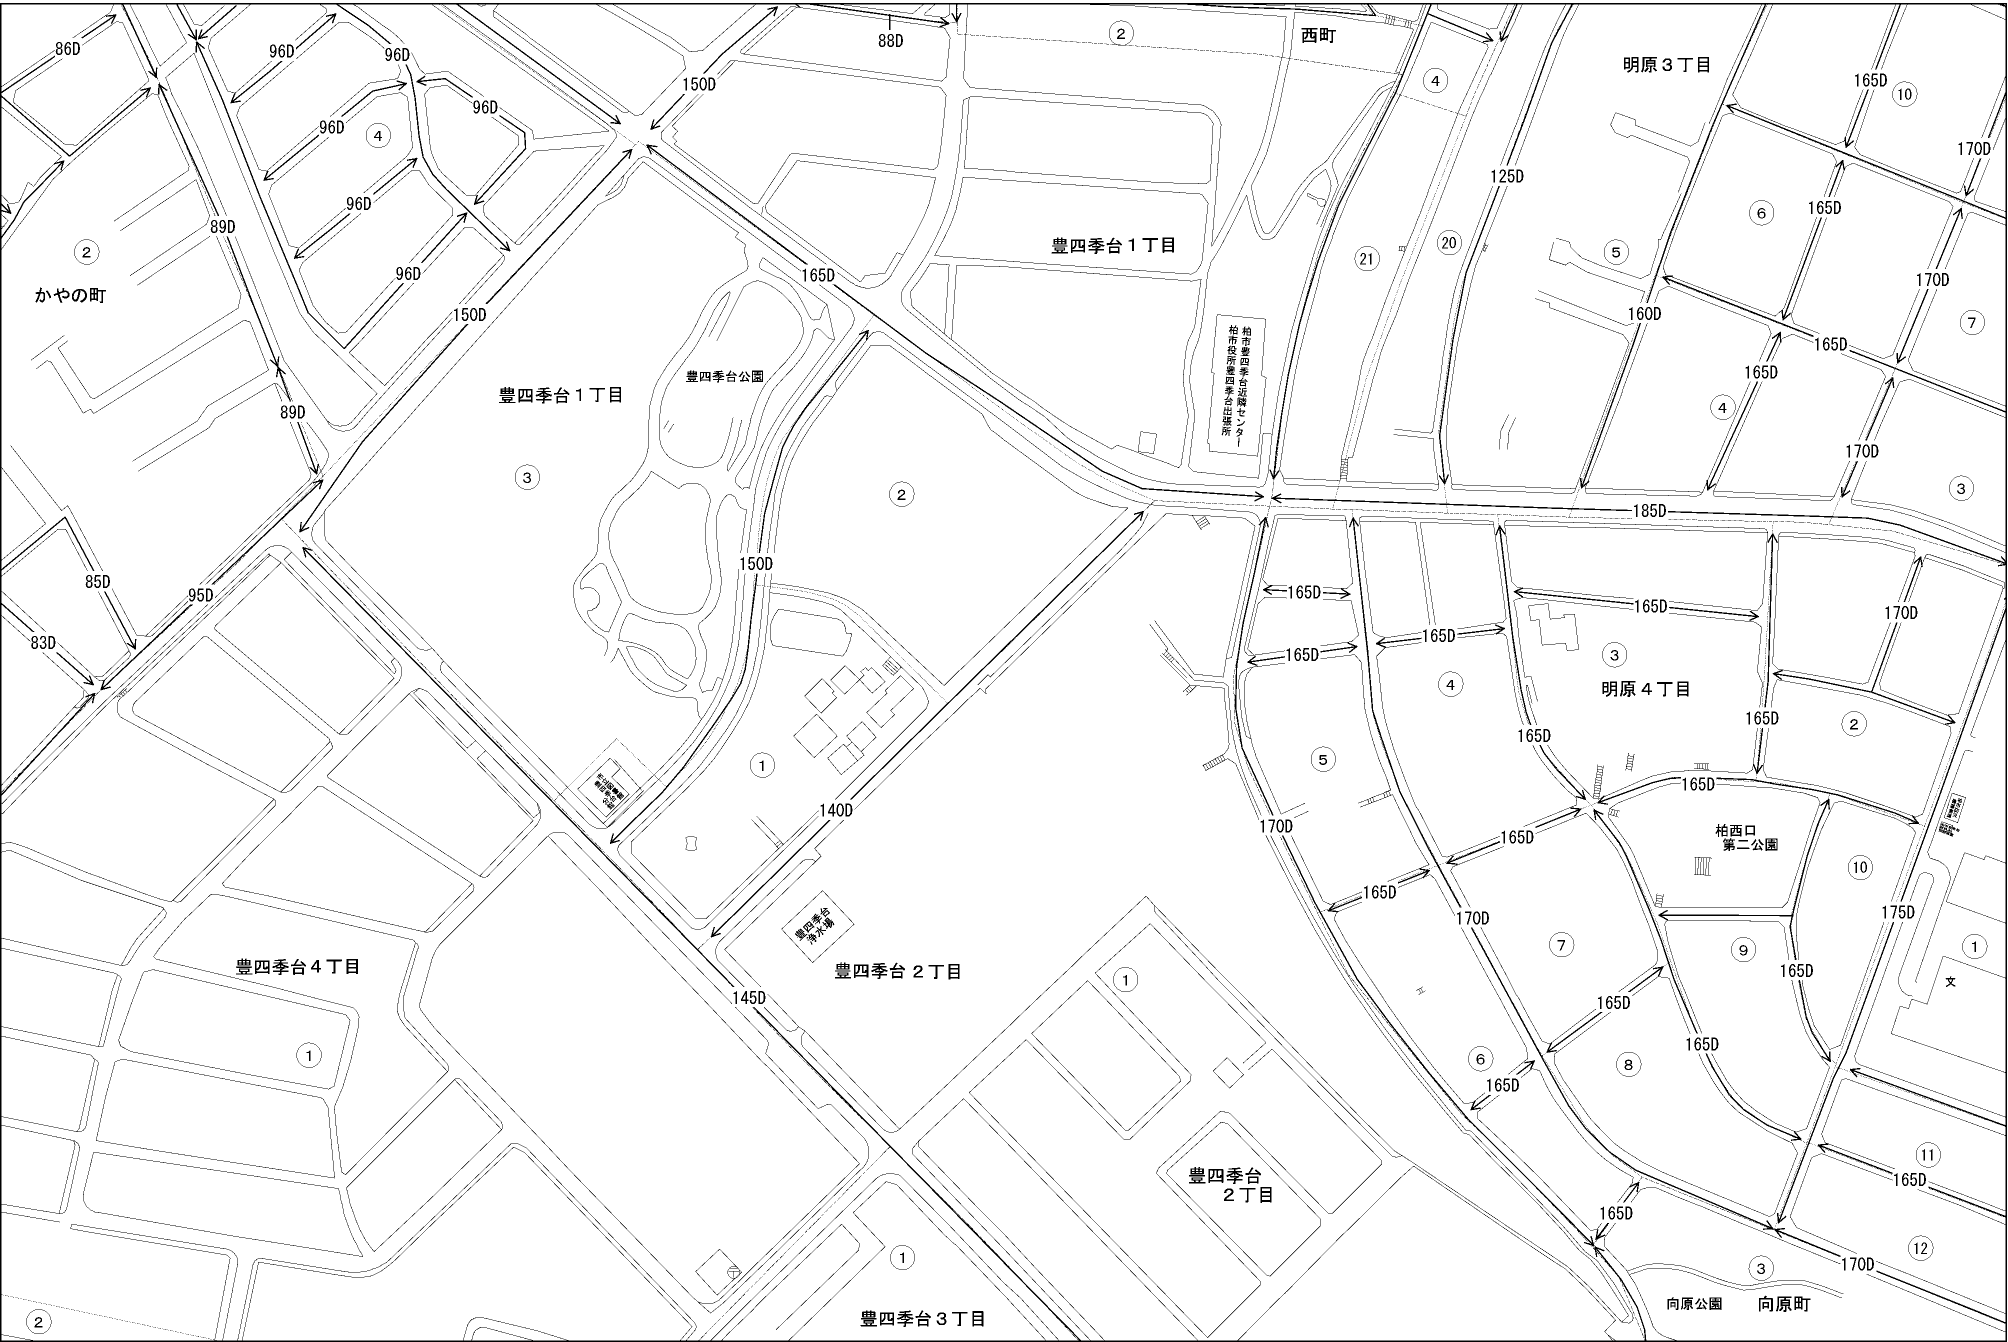 86D
96D
96D
88D
②
西町
明原３丁目
150D
④
165D
⑩
96D
96D
④
170D
125D
96D
⑥
165D
89D
②
豊四季台１丁目
⑳
⑤
㉑
かやの町
96D
165D
170D
150D
160D
⑦
柏市豊四季台近隣センター
柏市役所豊四季台出張所
165D
豊四季台公園
165D
豊四季台１丁目
④
89D
170D
③
②
③
185D
150D
85D
95D
165D
165D
170D
83D
165D
165D
③
④
明原４丁目
165D
②
165D
①
⑤
165D
140D
170D
165D
柏西口
第二公園
⑩
165D
豊四季台
浄水場
170D
175D
⑦
⑨
①
豊四季台４丁目
豊四季台２丁目
①
165D
文
145D
165D
165D
①
⑥
⑧
165D
⑪
豊四季台
２丁目
165D
165D
①
⑫
③
170D
向原公園
向原町
②
豊四季台３丁目